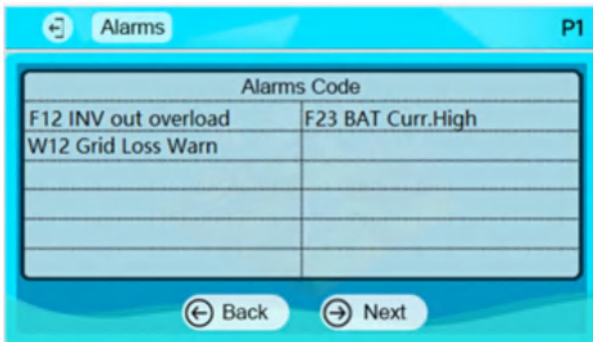 Alarms P1
Alarms Code
F12 INV out overload F23 BAT Curr.High
W12 Grid Loss Warn
Back Next